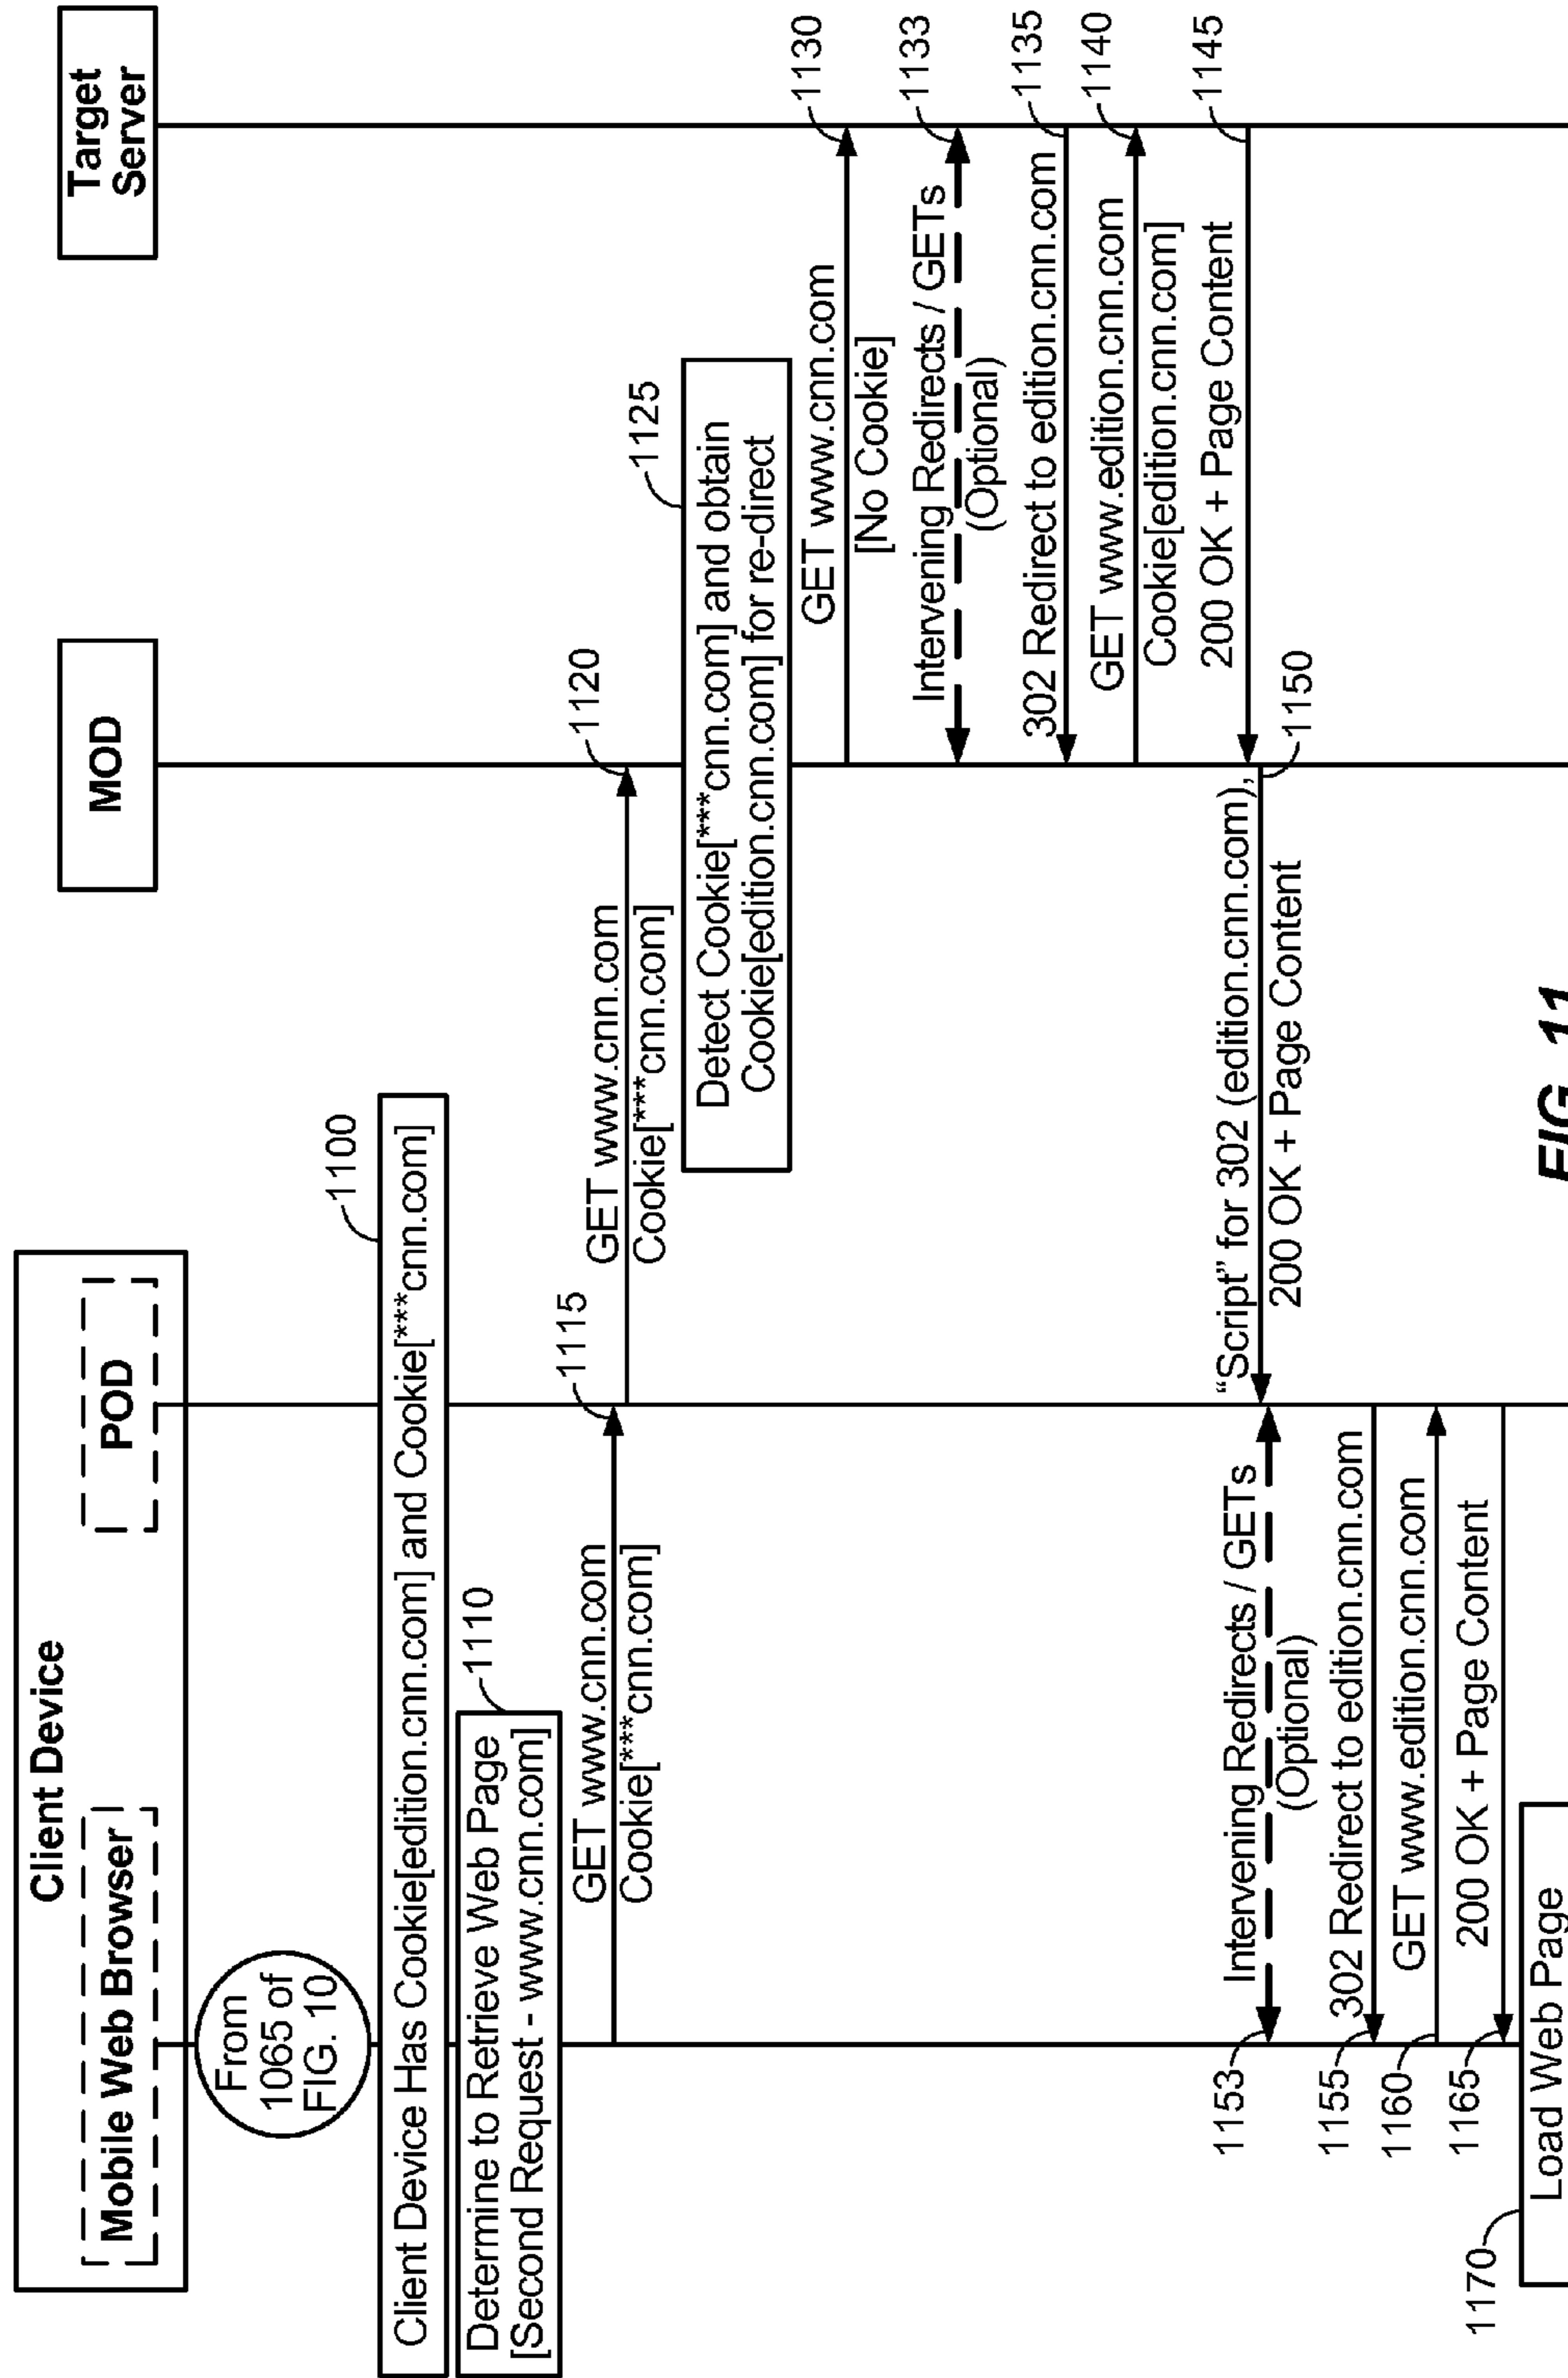 Client Device
Mobile Web Browser
POD
MOD
Target
Server
From
1065 of
FIG. 10
Client Device Has Cookie[edition.cnn.com] and Cookie[***cnn.com]
1100
Determine to Retrieve Web Page
[Second Request - www.cnn.com]
1110
GET www.cnn.com
Cookie[***cnn.com]
1115
GET www.cnn.com
Cookie[***cnn.com]
1120
Detect Cookie[***cnn.com] and obtain
Cookie[edition.cnn.com] for re-direct
1125
GET www.cnn.com
[No Cookie]
1130
Intervening Redirects / GETs
(Optional)
1133
302 Redirect to edition.cnn.com
1135
GET www.edition.cnn.com
Cookie[edition.cnn.com]
1140
200 OK + Page Content
1145
“Script” for 302 (edition.cnn.com),
200 OK + Page Content
1150
Intervening Redirects / GETs
(Optional)
1153
302 Redirect to edition.cnn.com
1155
GET www.edition.cnn.com
1160
200 OK + Page Content
1165
Load Web Page
1170
FIG. 11